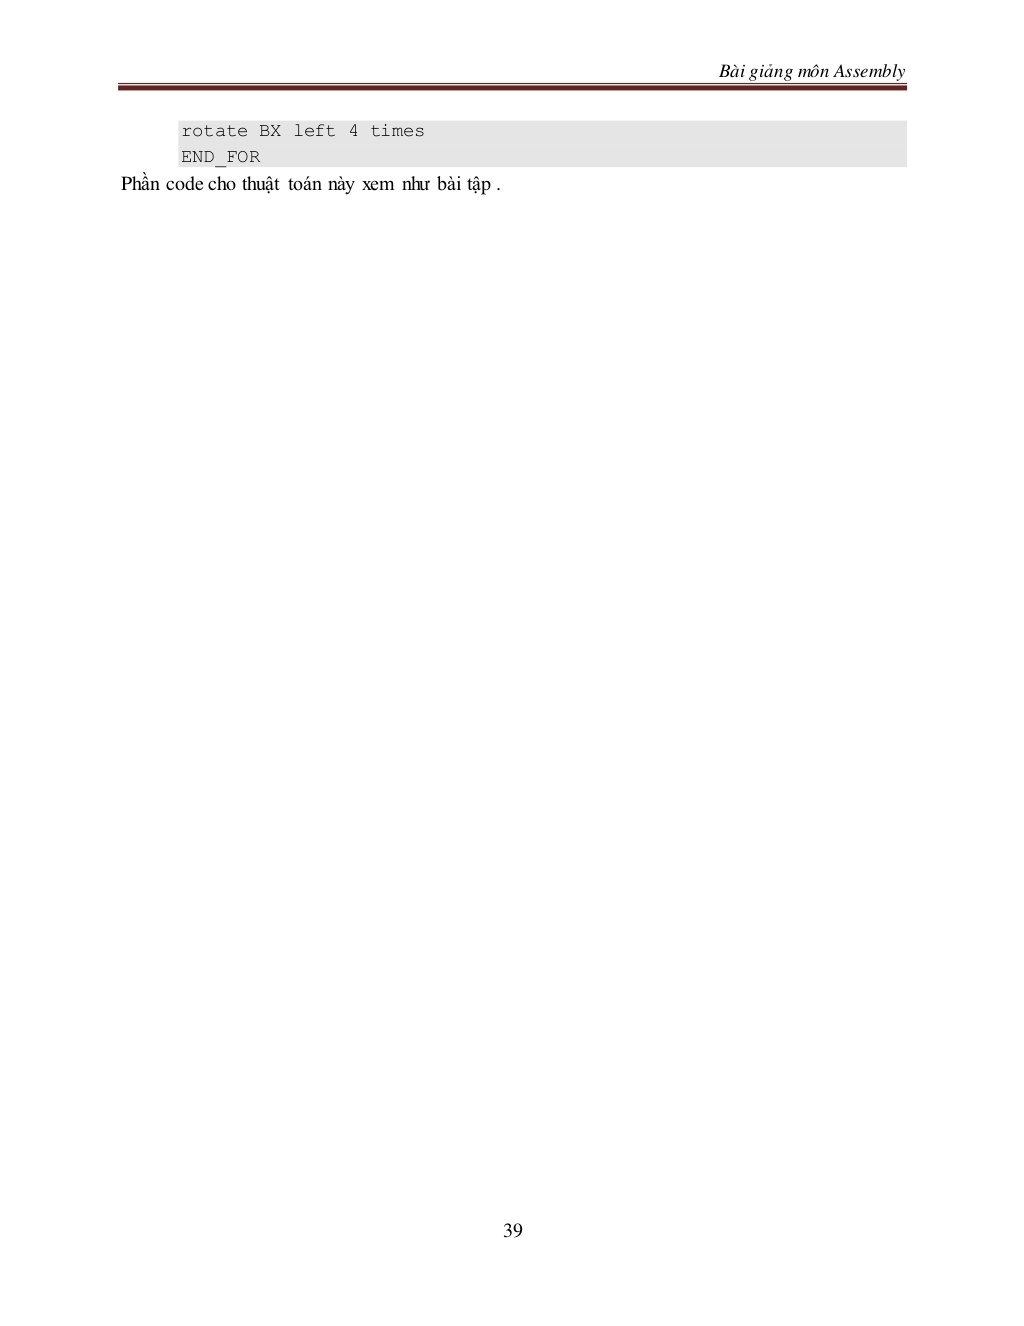 Bài giảng môn Assembly
rotate BX left 4 times
END_FOR
Phần code cho thuật toán này xem như bài tập .
39